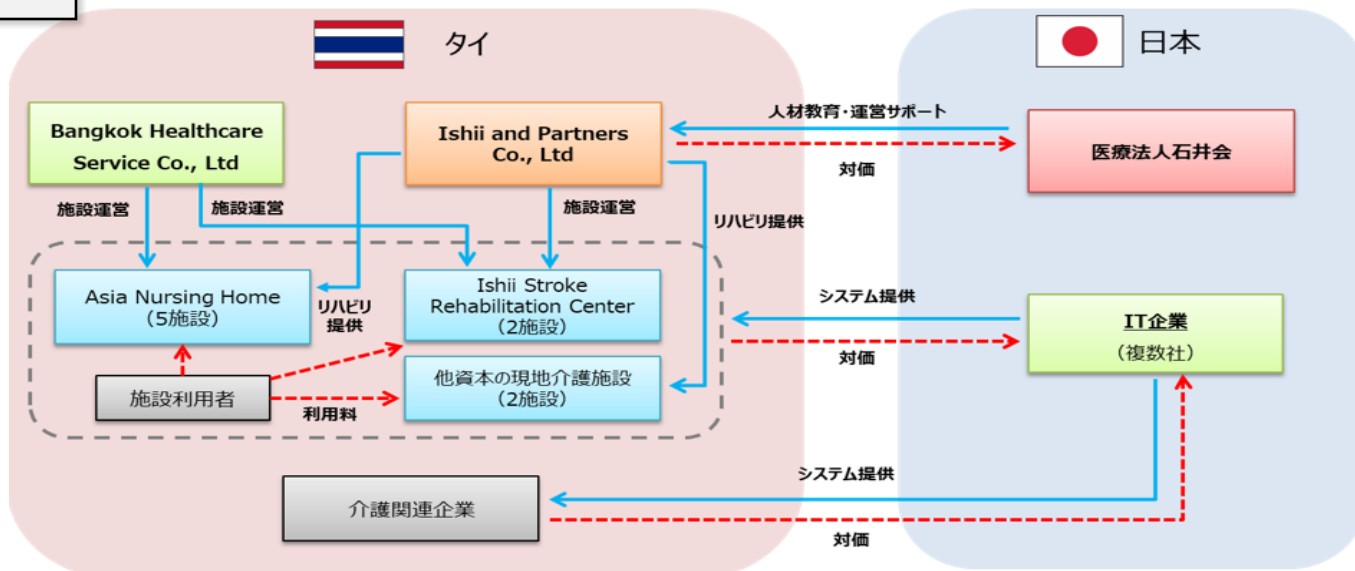 タイ
日本
Bangkok Healthcare
Service Co., Ltd
Ishii and Partners
Co., Ltd
人材教育・運営サポート
対価
医療法人石井会
施設運営
施設運営
施設運営
リハビリ提供
Asia Nursing Home
(5施設)
リハビリ
提供
Ishii Stroke
Rehabilitation Center
(2施設)
システム提供
対価
IT企業
(複数社)
施設利用者
利用料
他資本の現地介護施設
(2施設)
介護関連企業
システム提供
対価